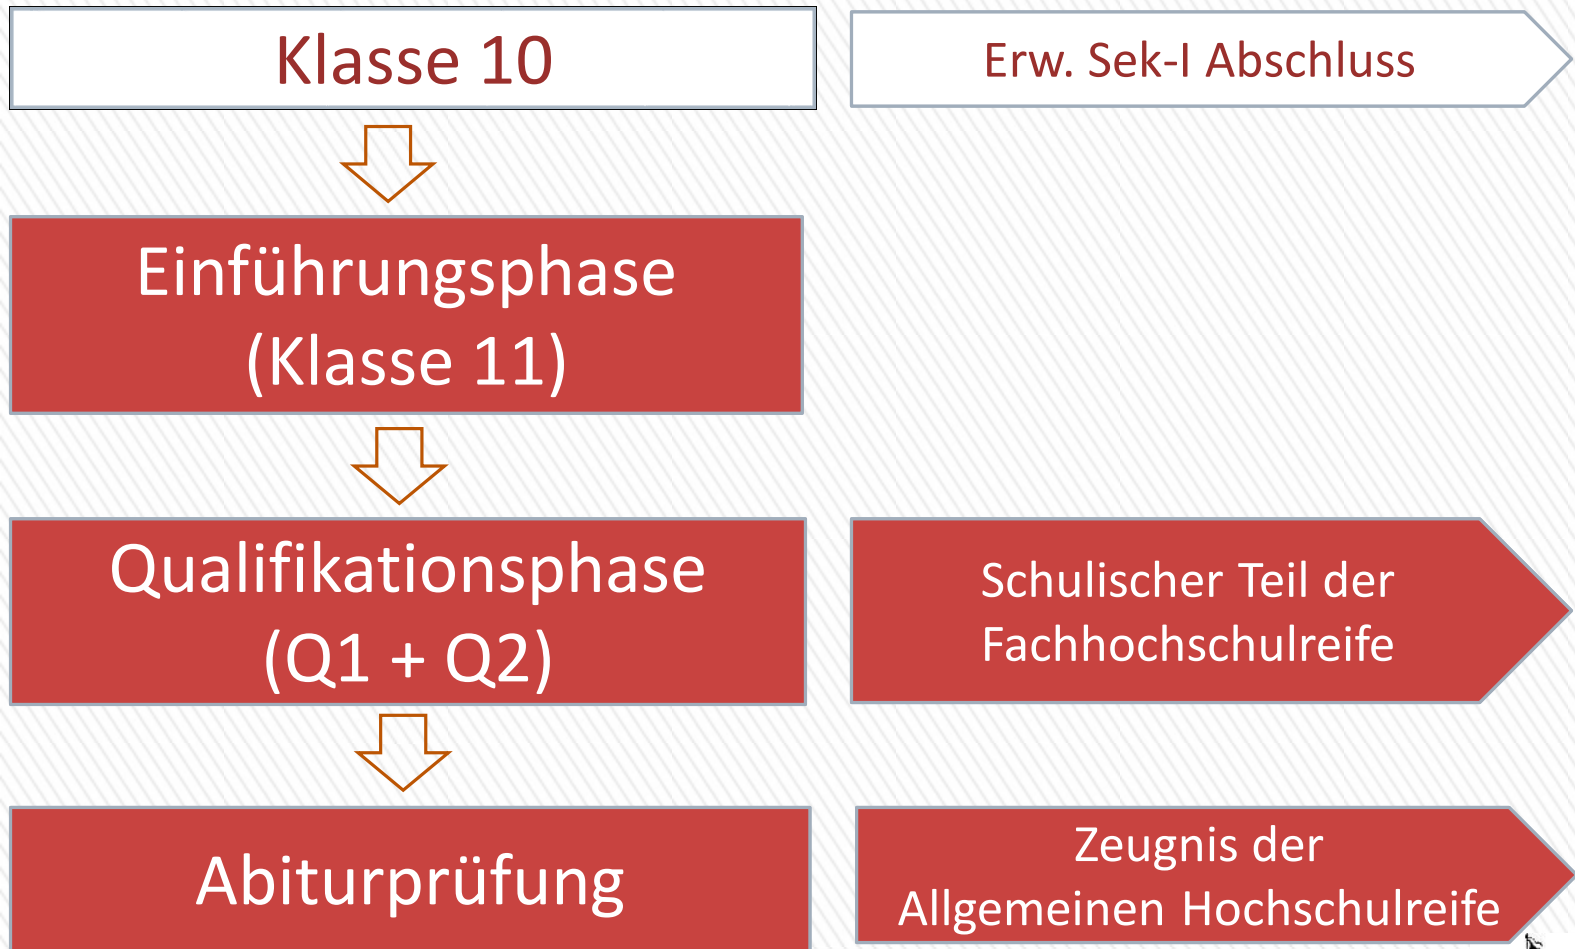 Klasse 10
Erw. Sek-I Abschluss
Einführungsphase
(Klasse 11)
Qualifikationsphase
(Q1 + Q2)
Schulischer Teil der
Fachhochschulreife
Abiturprüfung
Zeugnis der
Allgemeinen Hochschulreife